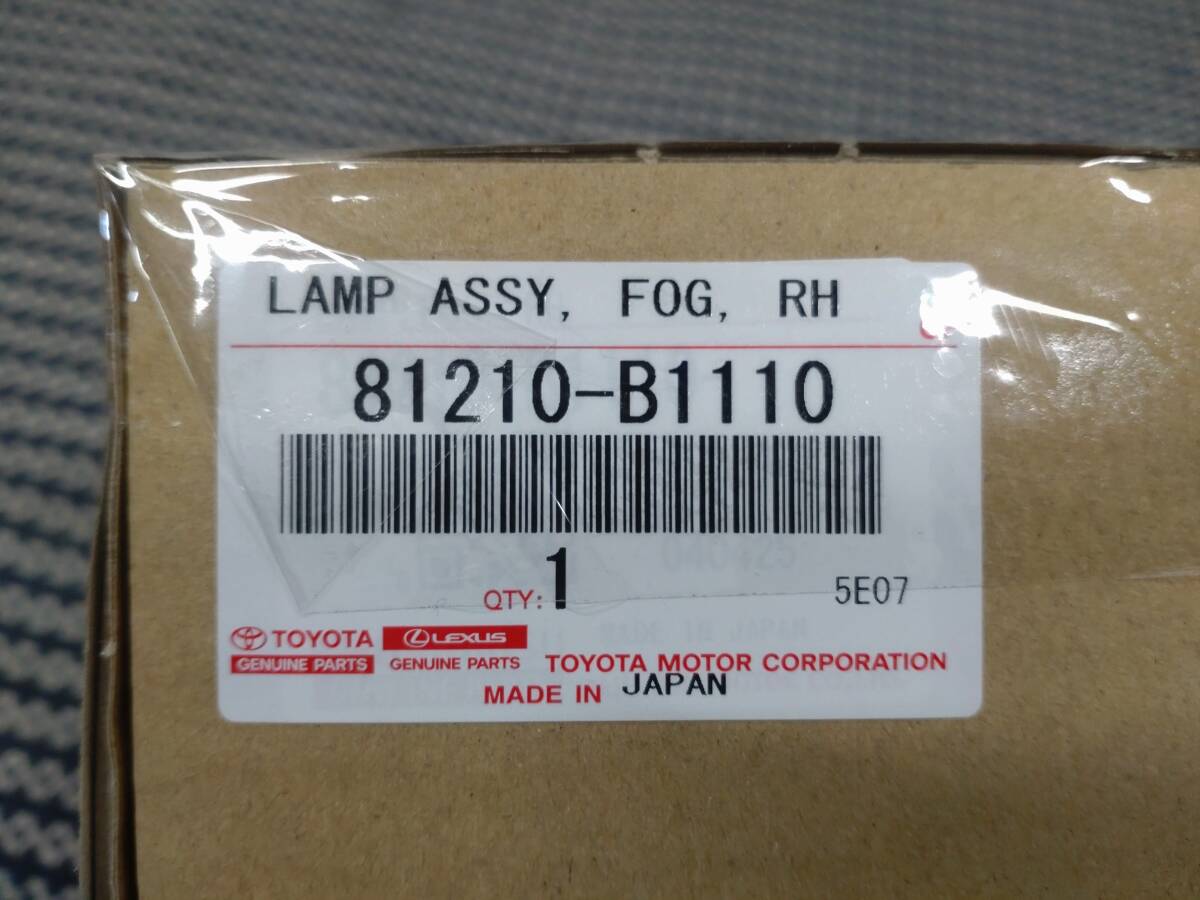 LAMP ASSY, FOG, RH
81210-B1110
QTY: 1
5E07
TOYOTA LEXUS
GENUINE PARTS GENUINE PARTS TOYOTA MOTOR CORPORATION
MADE IN JAPAN